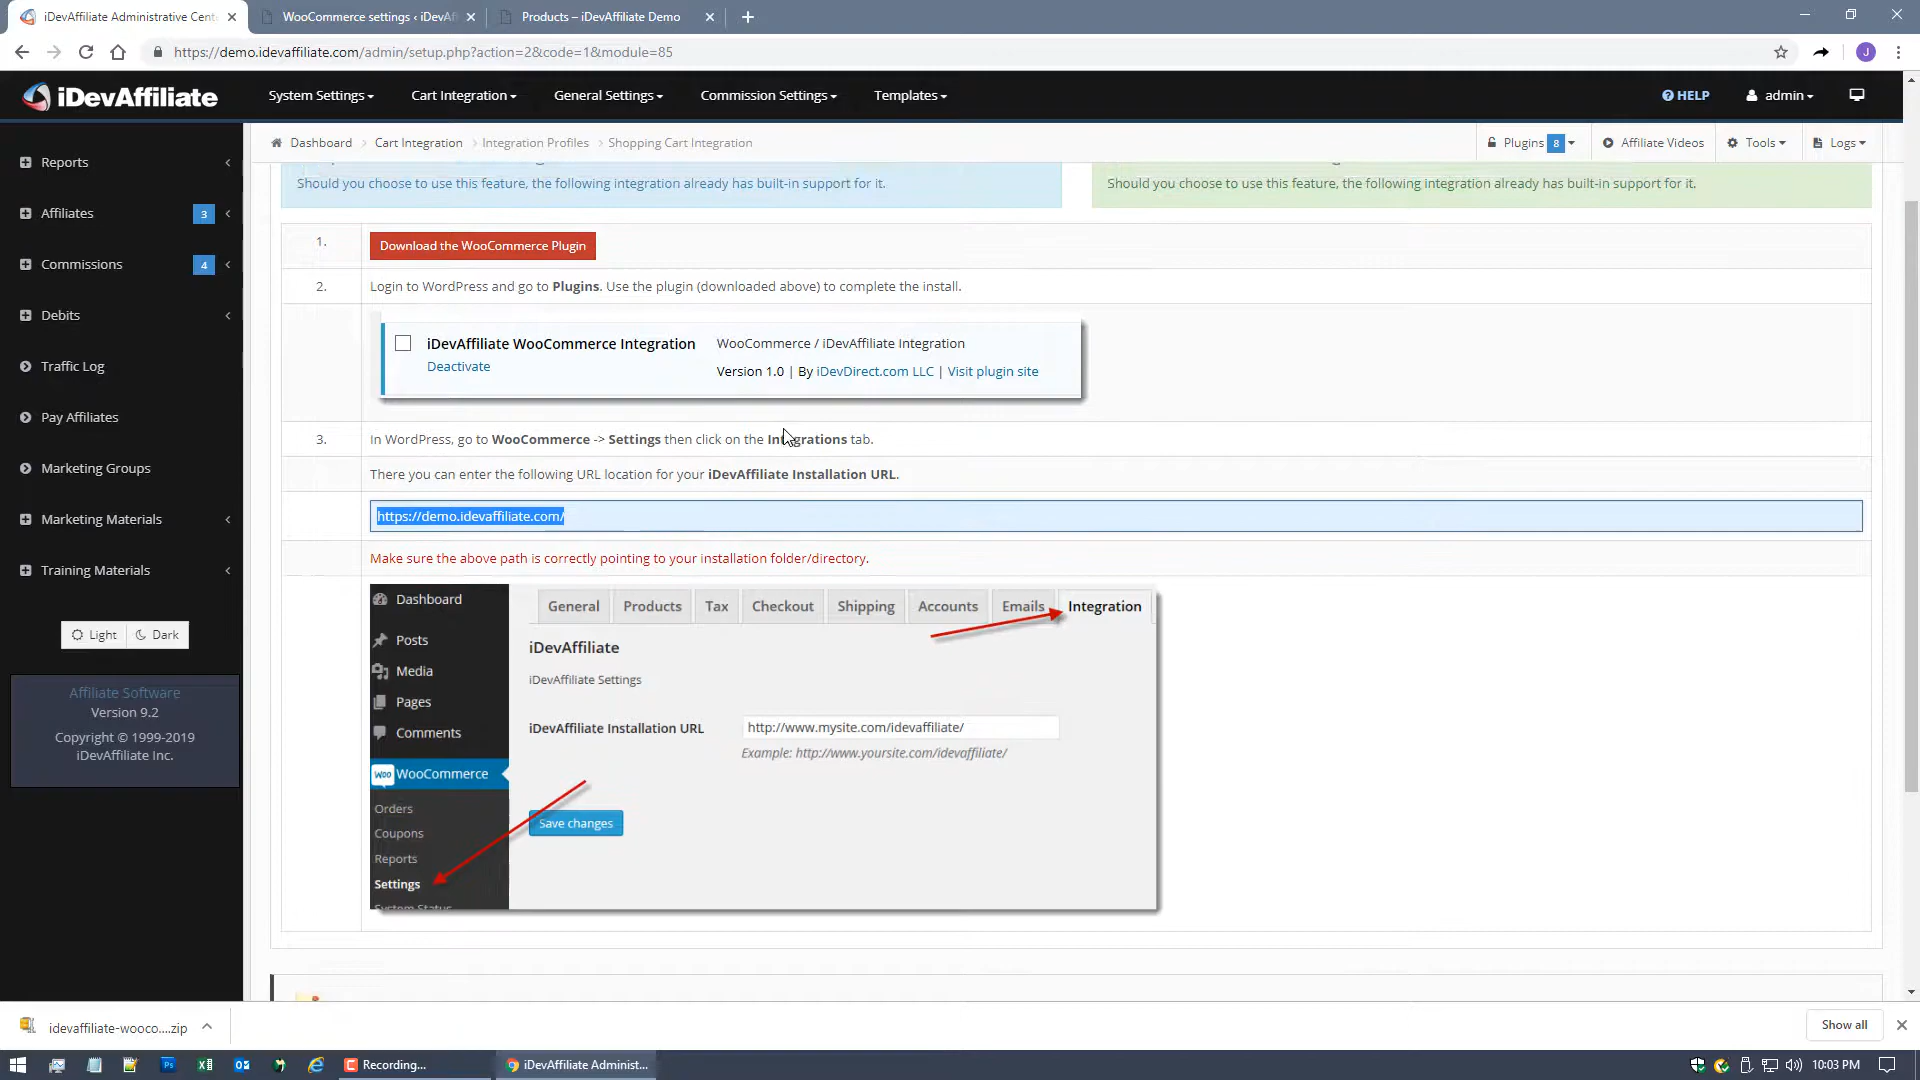 iDevAffiliate Administrative Cent
WooCommerce settings ‹ iDevAff
Products – iDevAffiliate Demo
https://demo.idevaffiliate.com/admin/setup.php?action=2&code=1&module=85
J
iDevAffiliate
System Settings
Cart Integration
General Settings
Commission Settings
Templates
HELP
admin
Dashboard
Cart Integration
Integration Profiles
Shopping Cart Integration
Plugins 8
Affiliate Videos
Tools
Logs
Reports
Affiliates 3
Commissions 4
Debits
Traffic Log
Pay Affiliates
Marketing Groups
Marketing Materials
Training Materials
Light
Dark
Affiliate Software
Version 9.2
Copyright © 1999-2019
iDevAffiliate Inc.
Should you choose to use this feature, the following integration already has built-in support for it.
Should you choose to use this feature, the following integration already has built-in support for it.
1. Download the WooCommerce Plugin
2. Login to WordPress and go to Plugins. Use the plugin (downloaded above) to complete the install.
iDevAffiliate WooCommerce Integration
WooCommerce / iDevAffiliate Integration
Deactivate
Version 1.0 | By iDevDirect.com LLC | Visit plugin site
3. In WordPress, go to WooCommerce -> Settings then click on the Integrations tab.
There you can enter the following URL location for your iDevAffiliate Installation URL.
https://demo.idevaffiliate.com/
Make sure the above path is correctly pointing to your installation folder/directory.
Dashboard
Posts
Media
Pages
Comments
Woo WooCommerce
Orders
Coupons
Reports
Settings
System Status
General
Products
Tax
Checkout
Shipping
Accounts
Emails
Integration
iDevAffiliate
iDevAffiliate Settings
iDevAffiliate Installation URL
http://www.mysite.com/idevaffiliate/
Example: http://www.yoursite.com/idevaffiliate/
Save changes
idevaffiliate-wooco....zip
Show all
Recording...
iDevAffiliate Administ...
10:03 PM